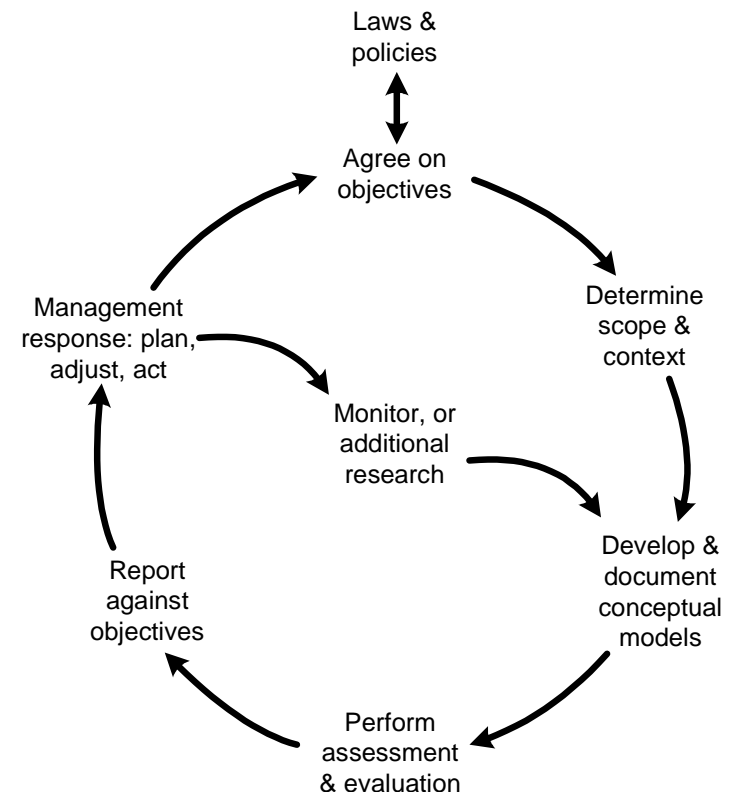 Laws &
policies
Agree on
objectives
Determine
scope &
context
Management
response: plan,
adjust, act
Monitor, or
additional
research
Develop &
document
conceptual
models
Report
against
objectives
Perform
assessment
& evaluation